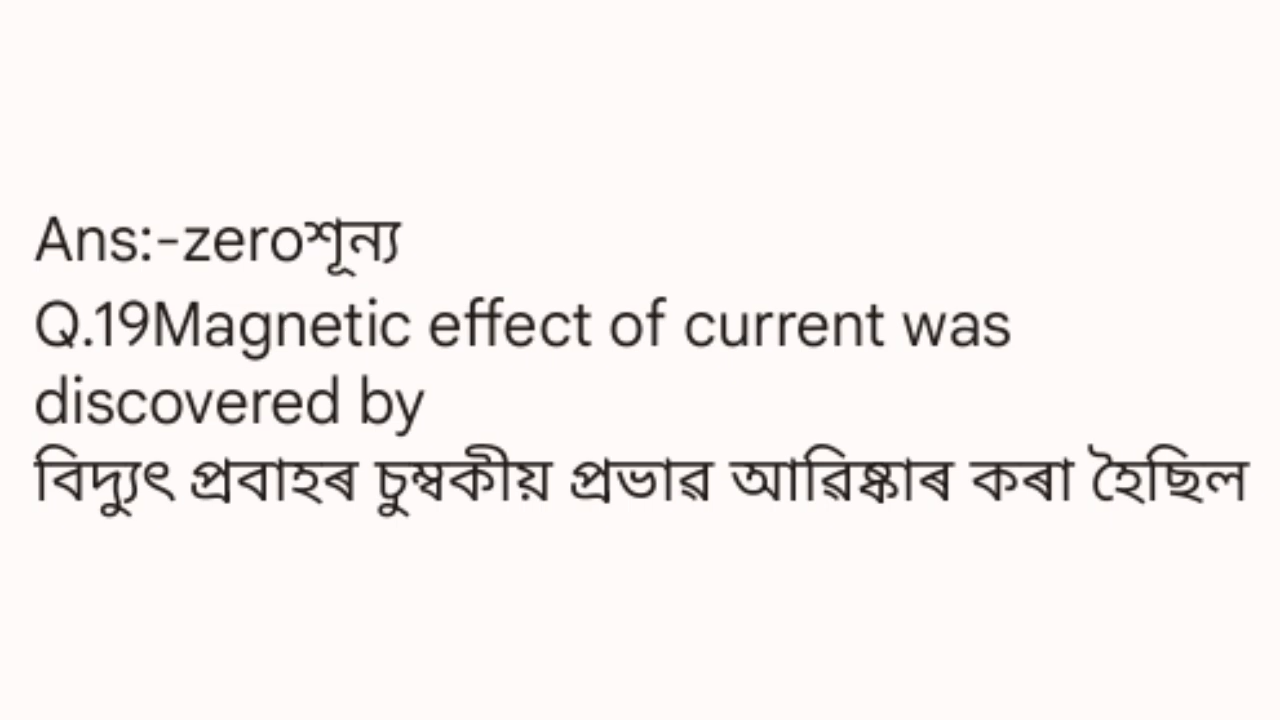 Ans:-zeroশূন্য
Q.19Magnetic effect of current was
discovered by
বিদ্যুৎ প্ৰবাহৰ চুম্বকীয় প্ৰভাৱ আৱিষ্কাৰ কৰা হৈছিল